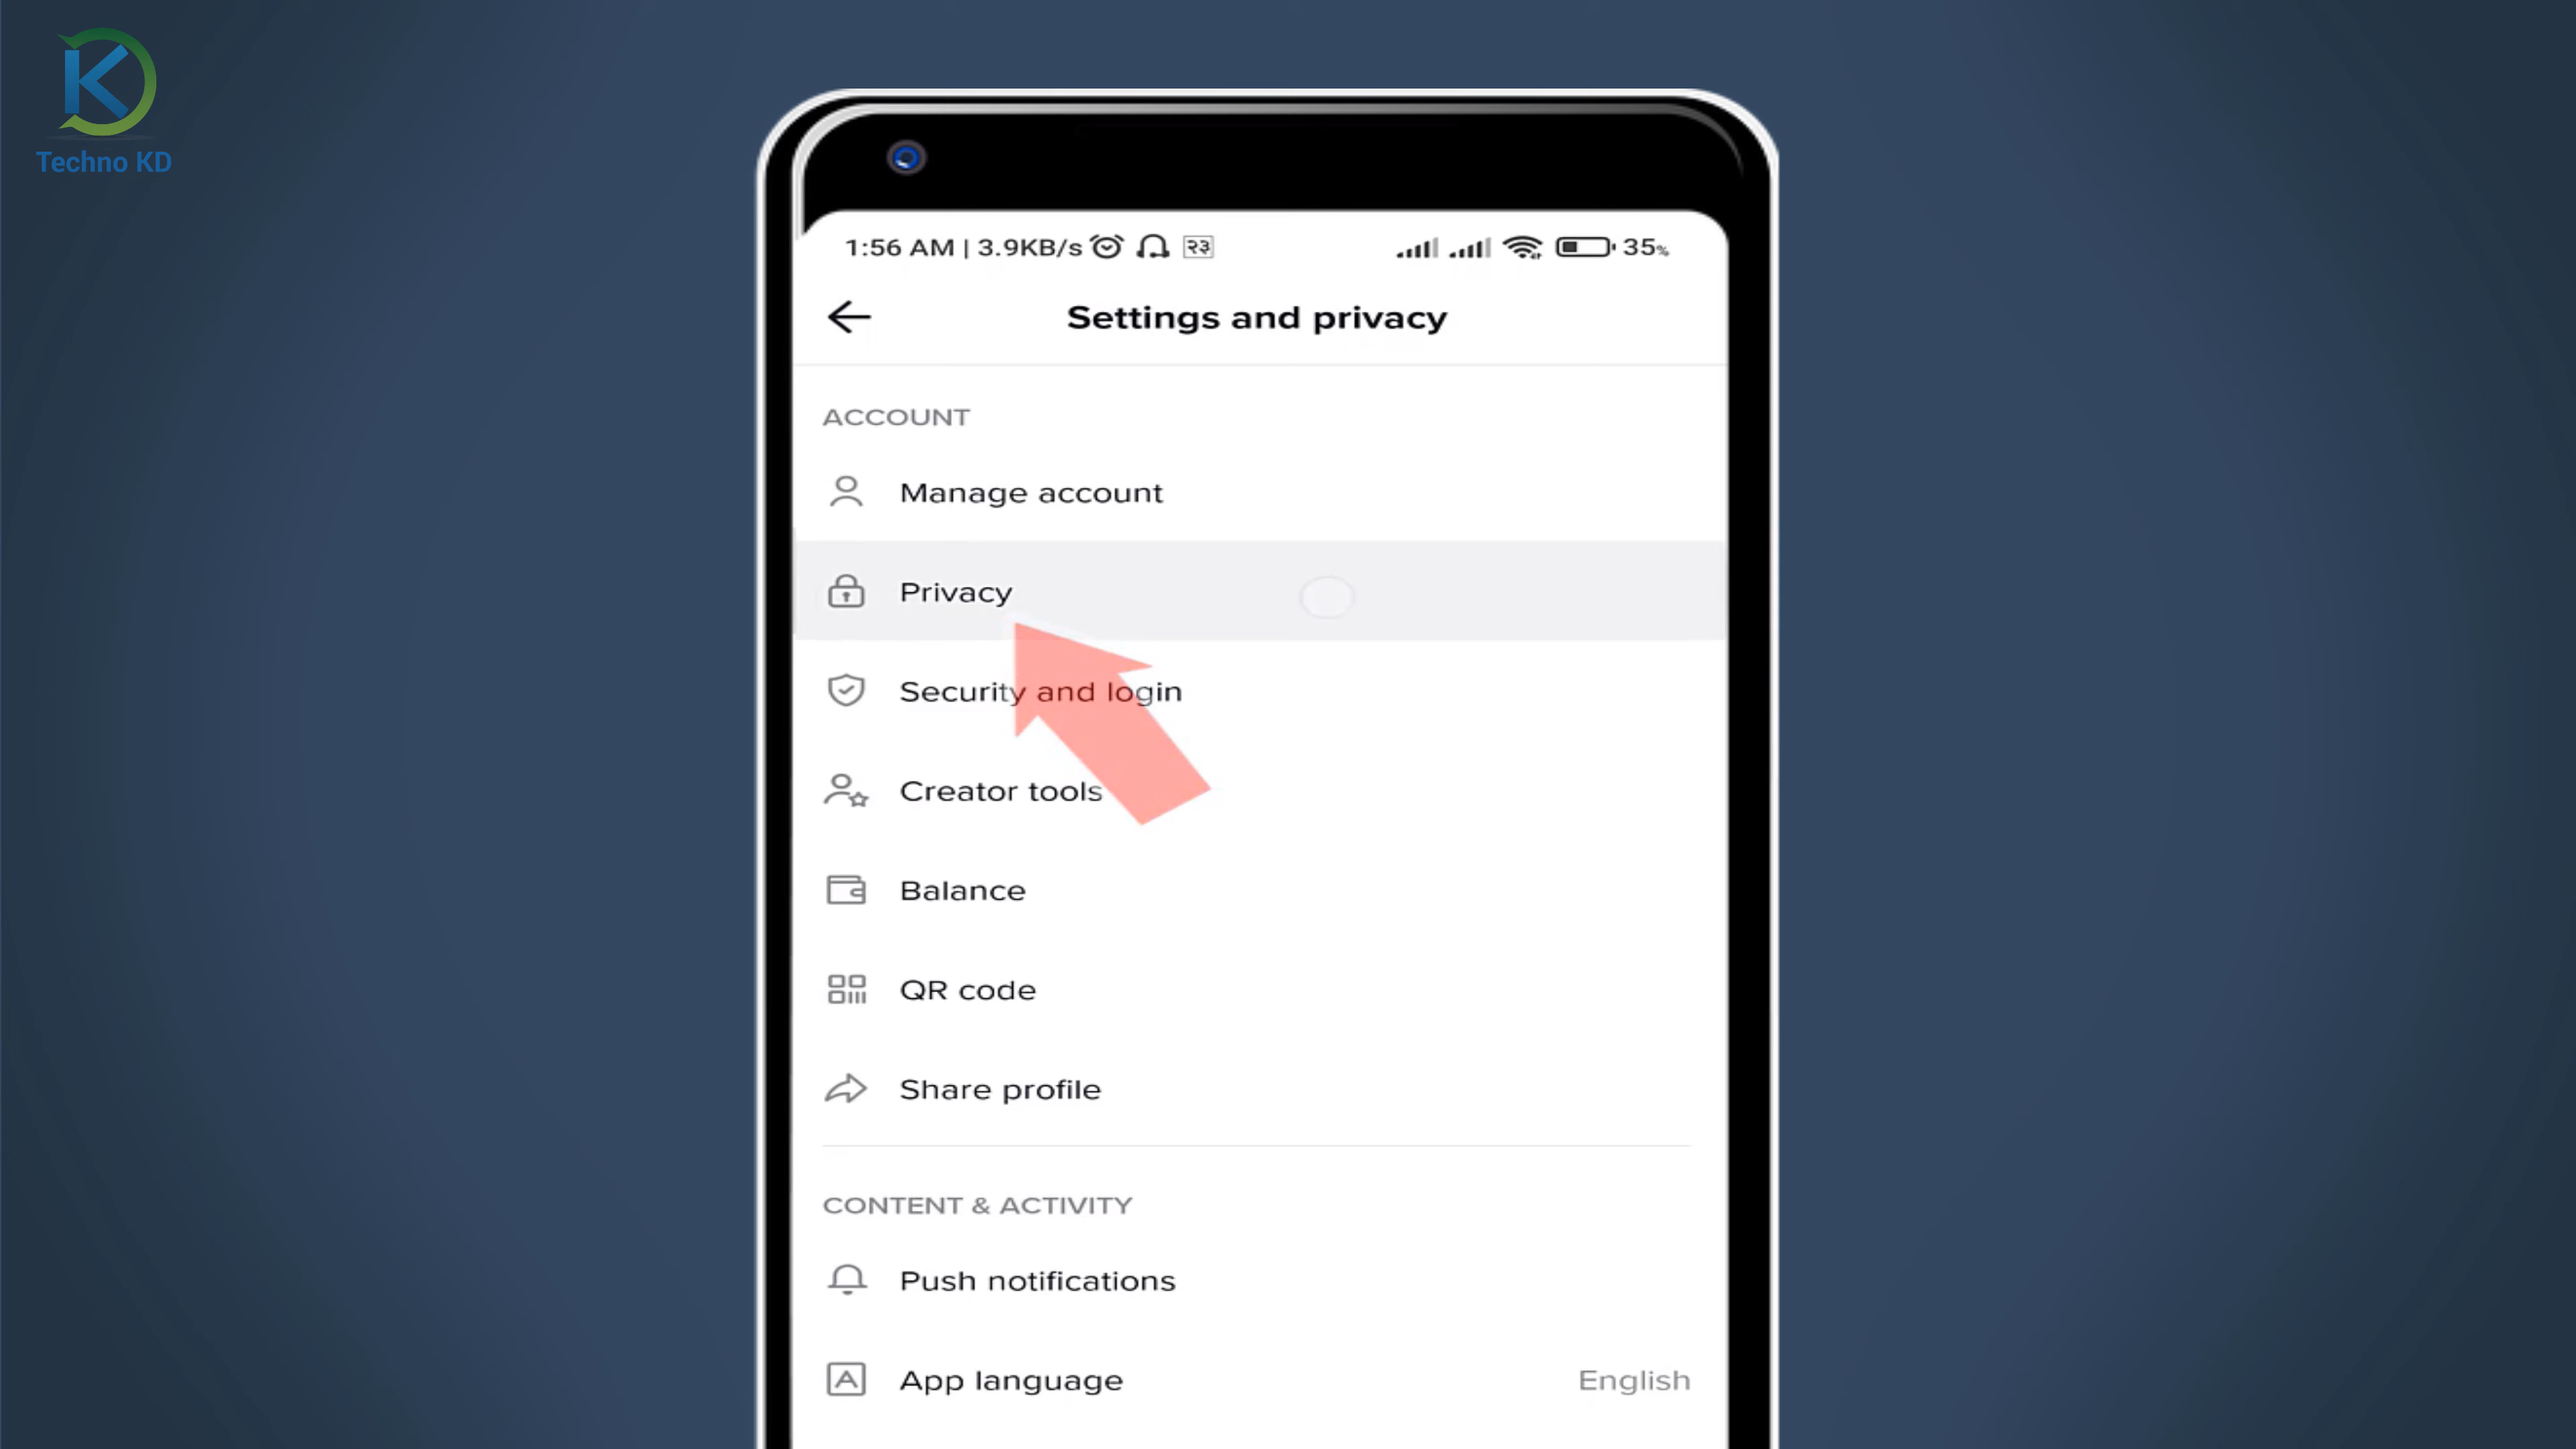 Techno KD
1:56 AM | 3.9KB/s २३ 35%
Settings and privacy
ACCOUNT
Manage account
Privacy
Security and login
Creator tools
Balance
QR code
Share profile
CONTENT & ACTIVITY
Push notifications
App language English